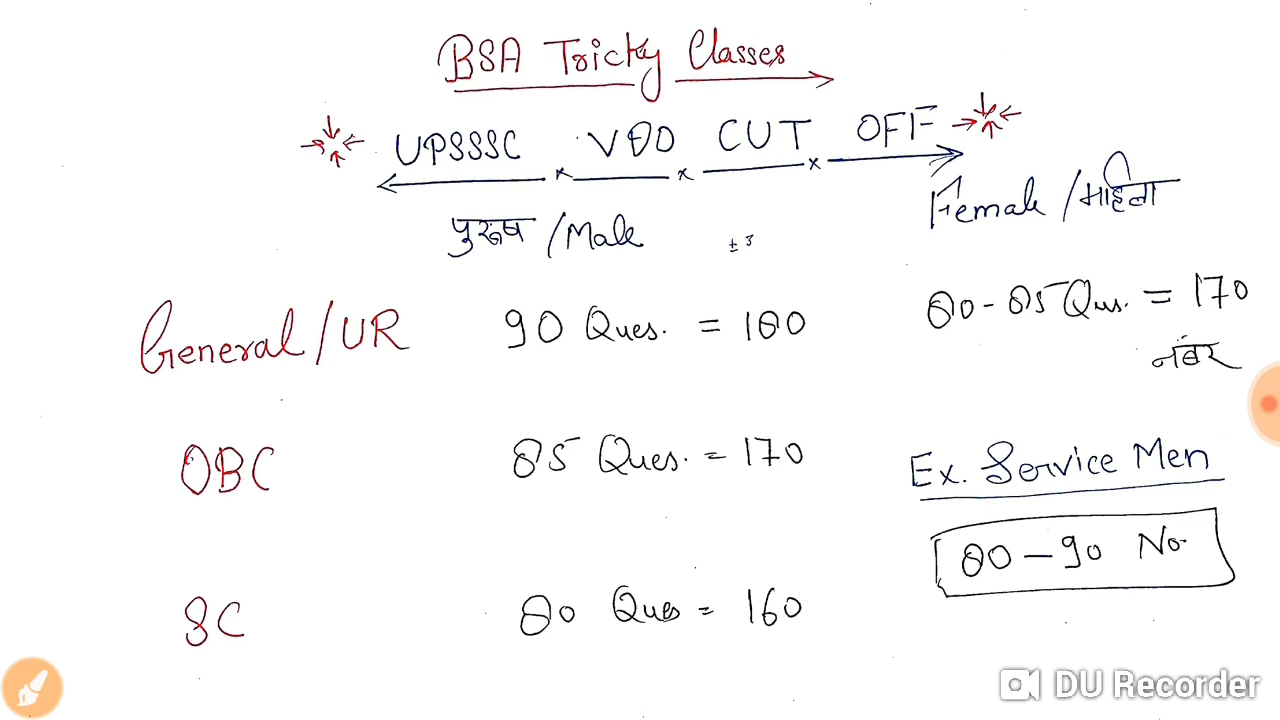 BSA Tricky Classes
UPSSSC VDO CUT OFF
पुरूष / Male ±3 Female / महिला
General / UR 90 Ques. = 180 80 - 85 Qus. = 170
नंबर
OBC 85 Ques. = 170 Ex. Service Men
80 - 90 No.
SC 80 Ques = 160
DU Recorder